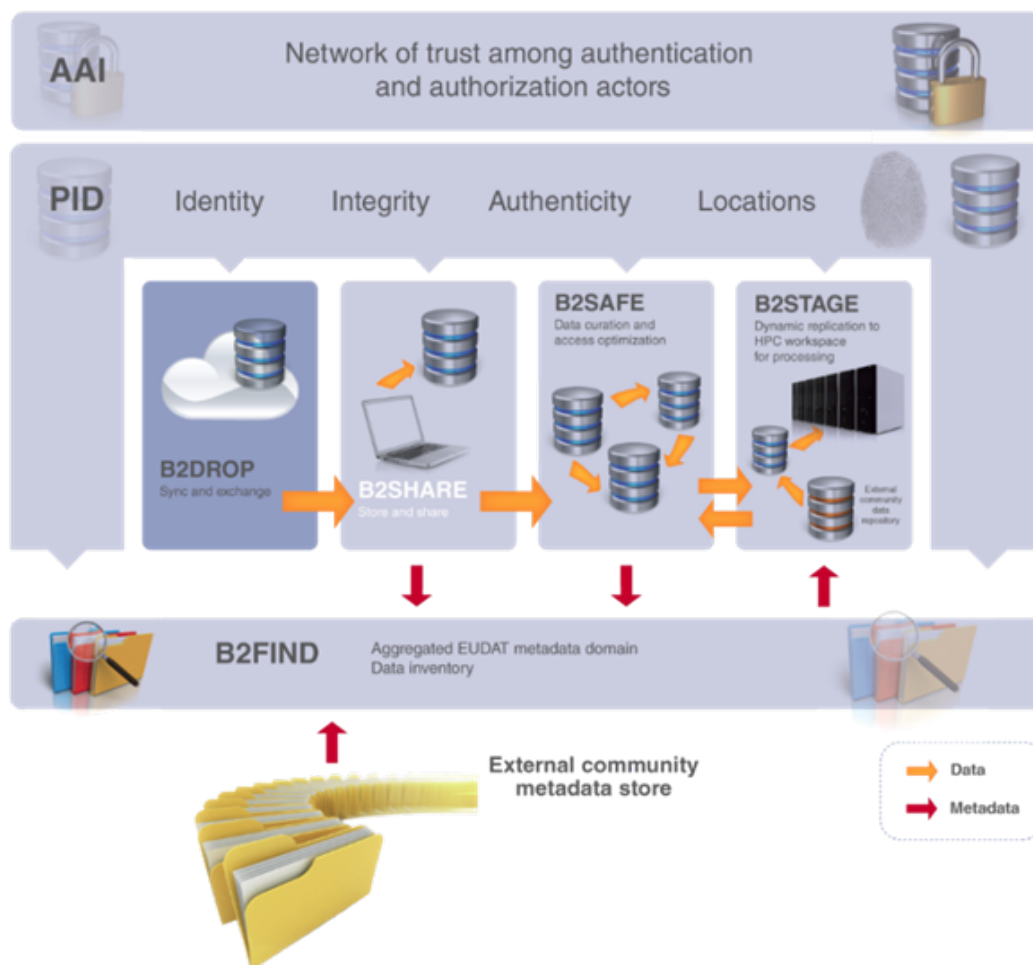 AAI
Network of trust among authentication
and authorization actors
PID
Identity
Integrity
Authenticity
Locations
B2DROP
Sync and exchange
B2SHARE
Store and share
B2SAFE
Data curation and
access optimization
B2STAGE
Dynamic replication to
HPC workspace
for processing
External
community
data
repository
B2FIND
Aggregated EUDAT metadata domain
Data inventory
External community
metadata store
Data
Metadata